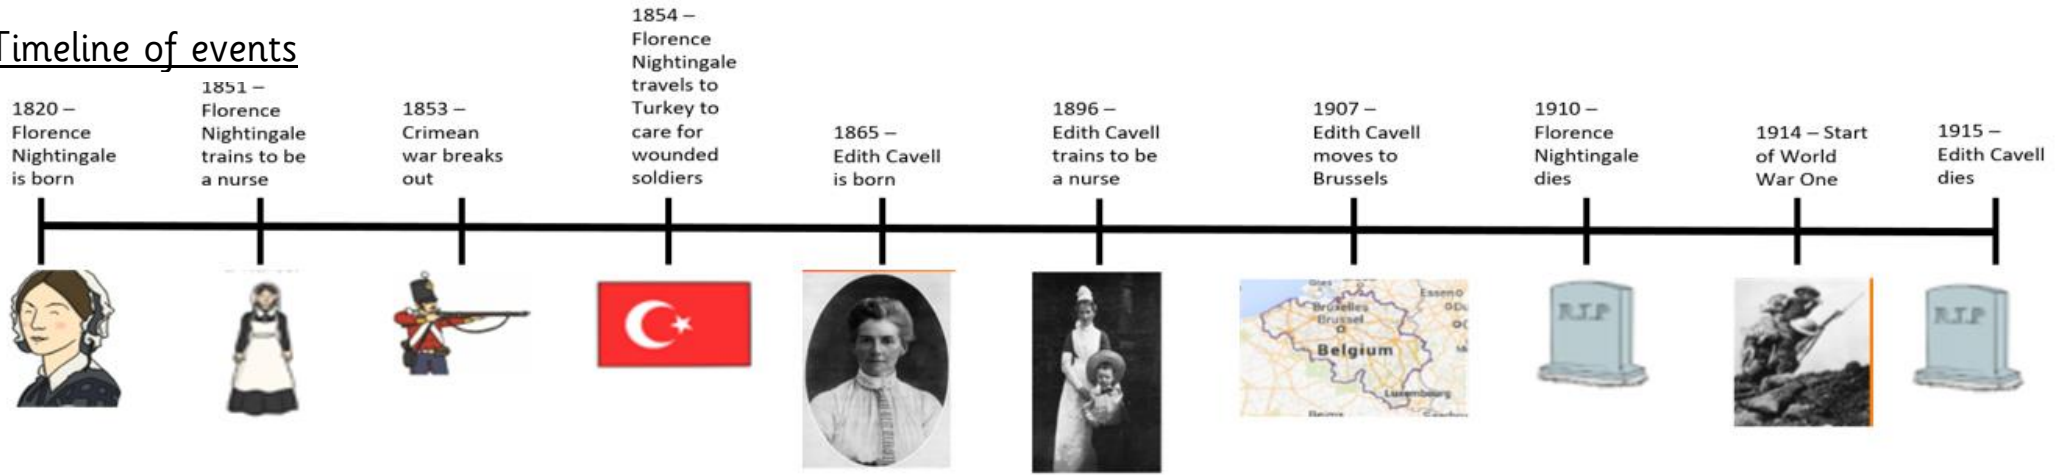 Timeline of events
1820 –
Florence
Nightingale
is born
1851 –
Florence
Nightingale
trains to be
a nurse
1853 –
Crimean
war breaks
out
1854 –
Florence
Nightingale
travels to
Turkey to
care for
wounded
soldiers
1865 –
Edith Cavell
is born
1896 –
Edith Cavell
trains to be
a nurse
1907 –
Edith Cavell
moves to
Brussels
1910 –
Florence
Nightingale
dies
1914 – Start
of World
War One
1915 –
Edith Cavell
dies
Bruxelles
Brussel
Belgium
Luxembourg
Essen
R.I.P
R.I.P